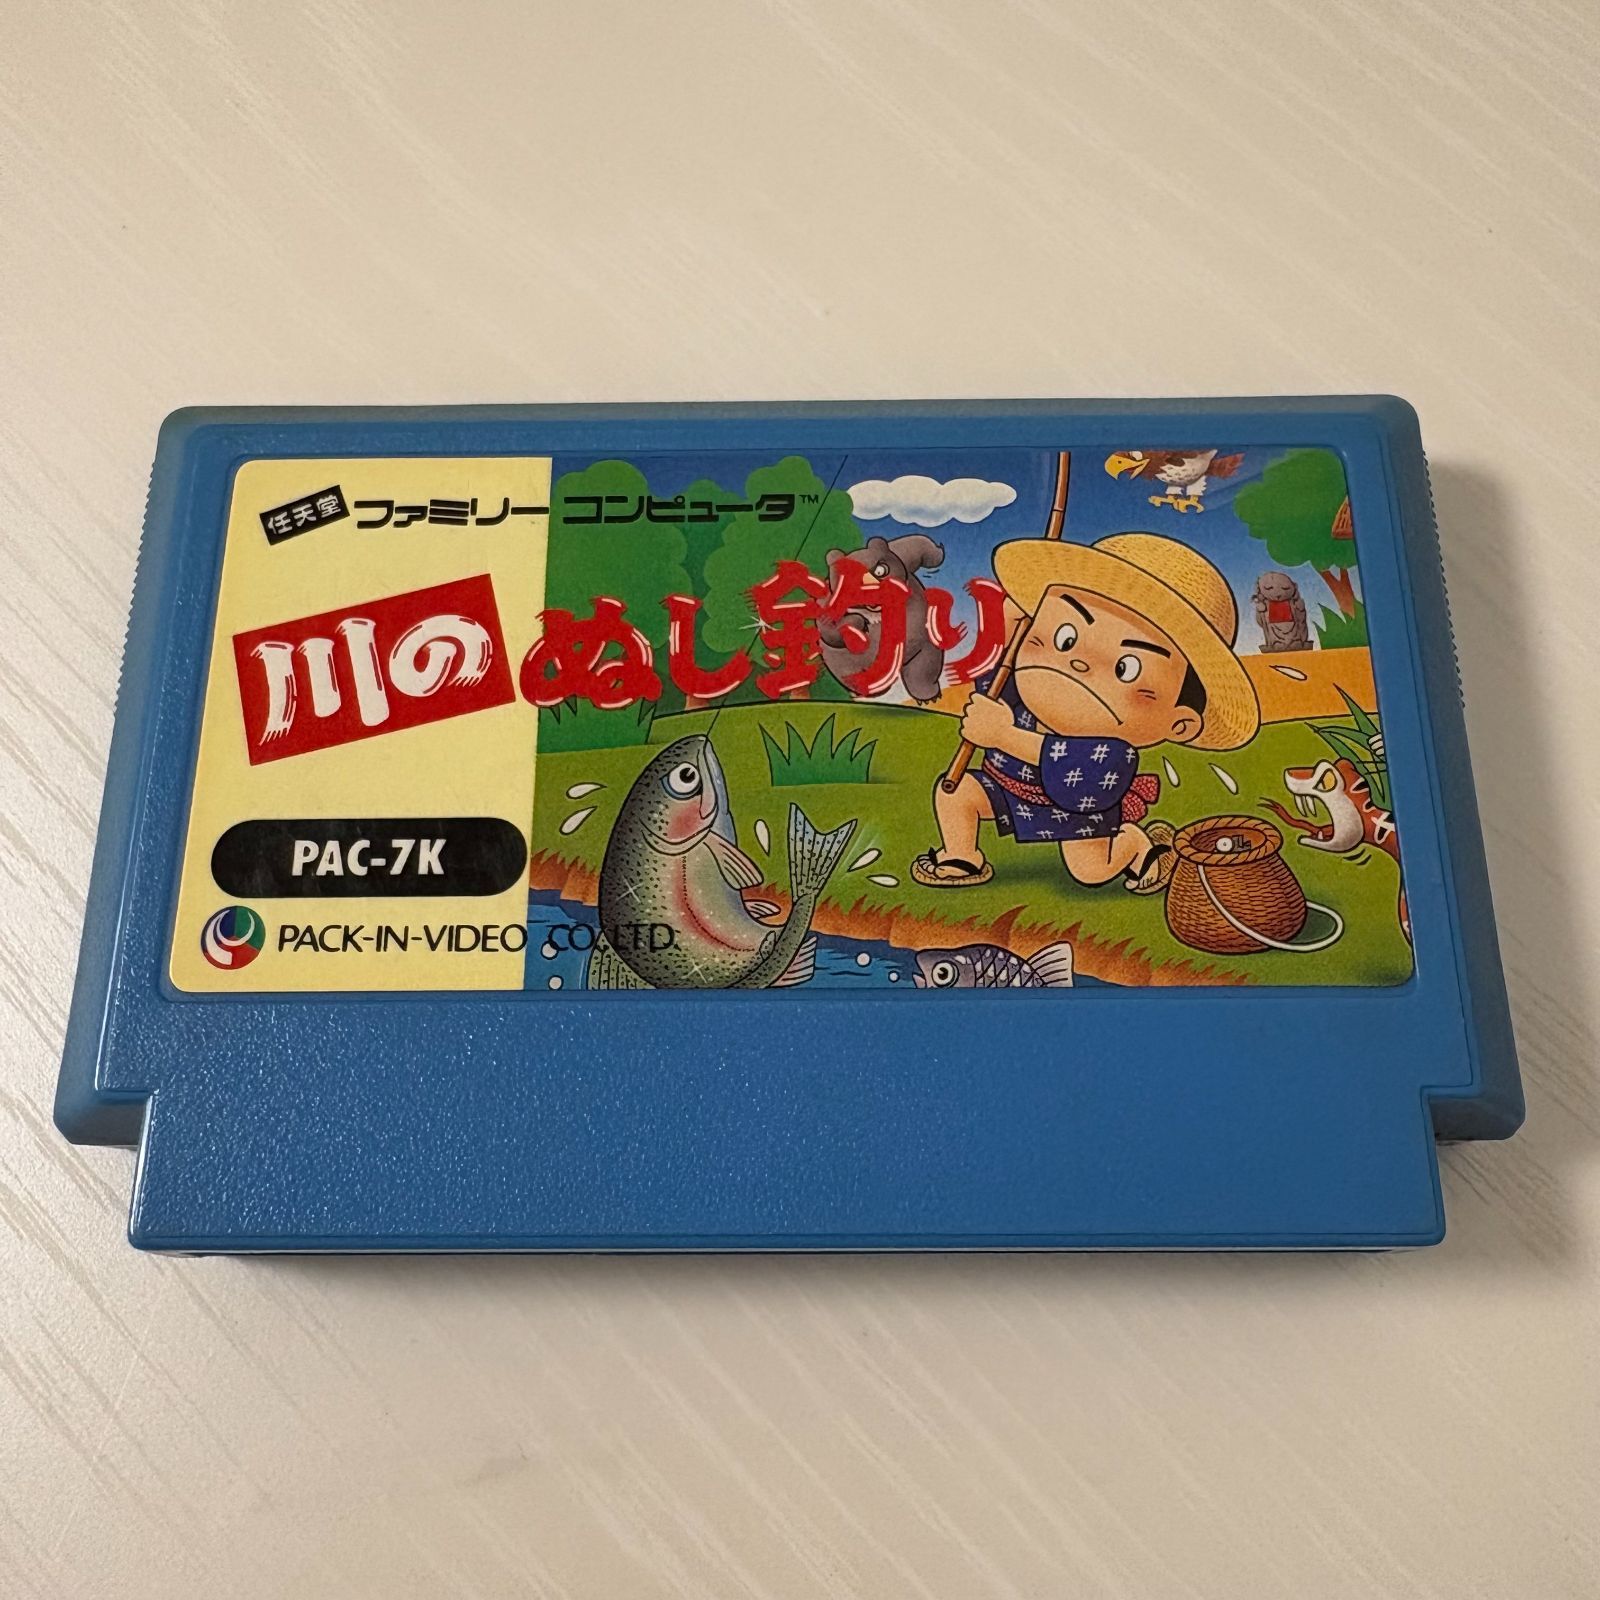 任天堂 ファミリー コンピュータ™
川のぬし釣り
PAC-7K
PACK-IN-VIDEO CO.,LTD.